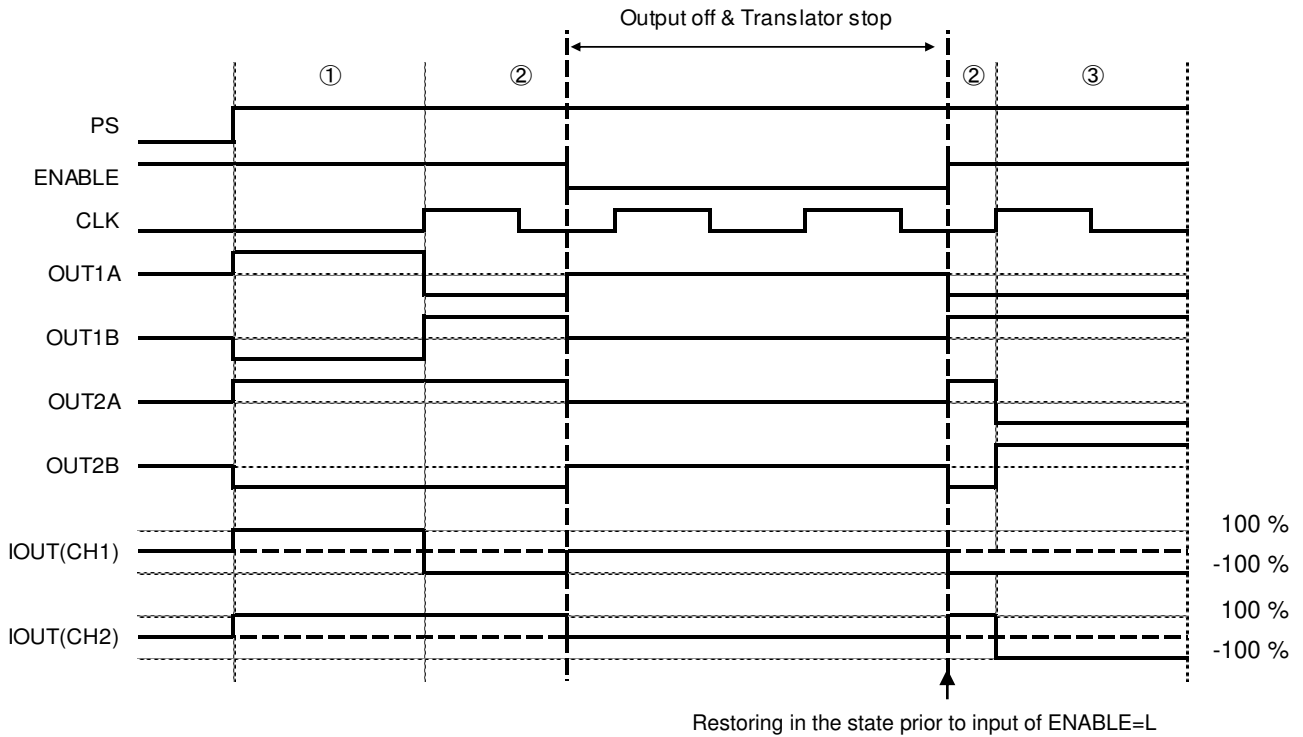 Output off & Translator stop
① ② ② ③
PS
ENABLE
CLK
OUT1A
OUT1B
OUT2A
OUT2B
100 %
IOUT(CH1)
-100 %
100 %
IOUT(CH2)
-100 %
Restoring in the state prior to input of ENABLE=L